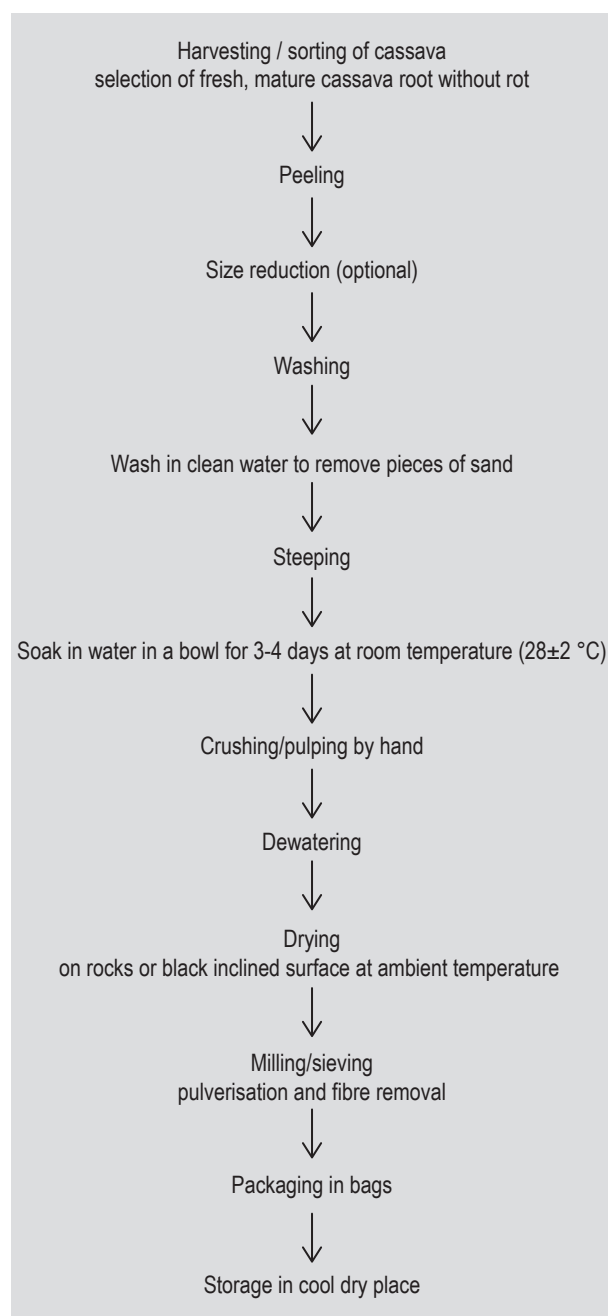 Harvesting / sorting of cassava
selection of fresh, mature cassava root without rot
Peeling
Size reduction (optional)
Washing
Wash in clean water to remove pieces of sand
Steeping
Soak in water in a bowl for 3-4 days at room temperature (28±2 °C)
Crushing/pulping by hand
Dewatering
Drying
on rocks or black inclined surface at ambient temperature
Milling/sieving
pulverisation and fibre removal
Packaging in bags
Storage in cool dry place